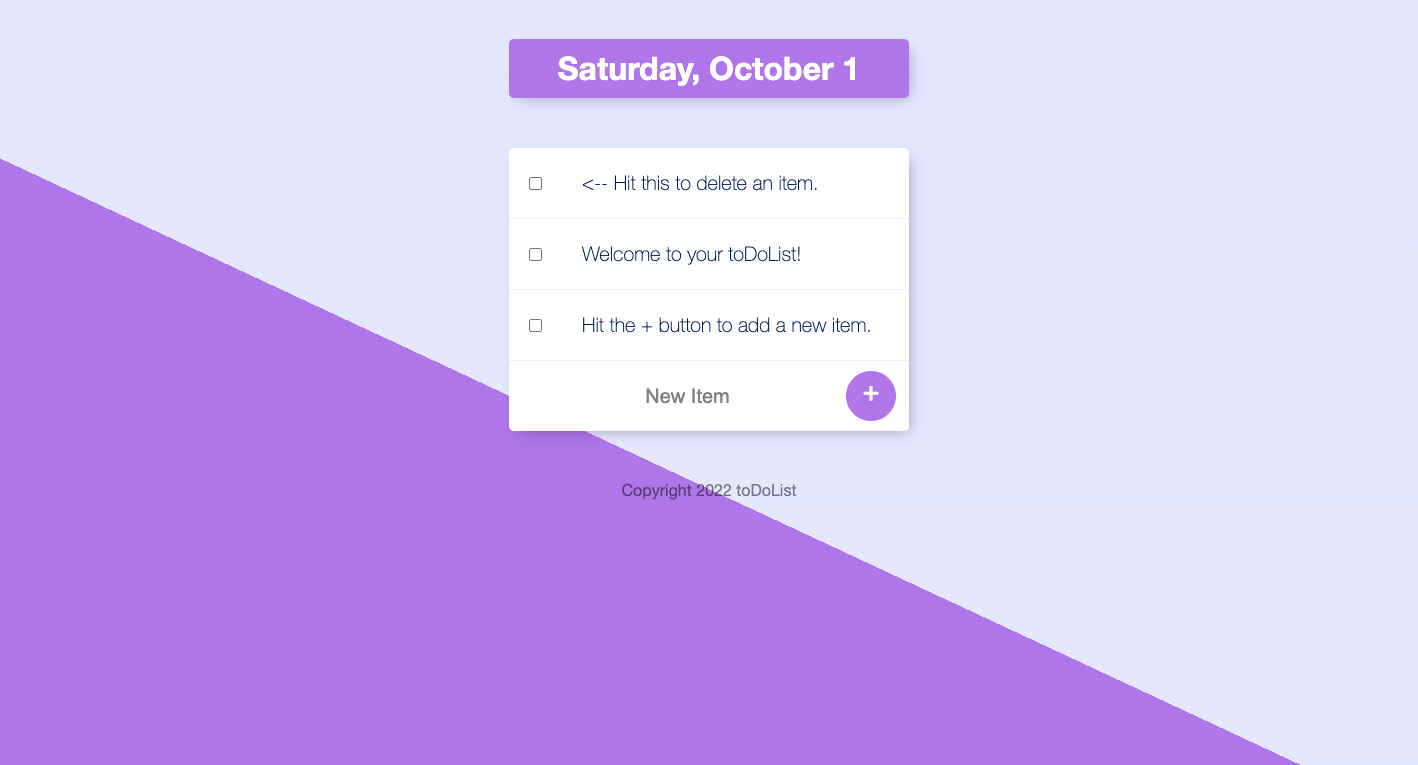 Saturday, October 1
<-- Hit this to delete an item.
Welcome to your toDoList!
Hit the + button to add a new item.
New Item +
Copyright 2022 toDoList